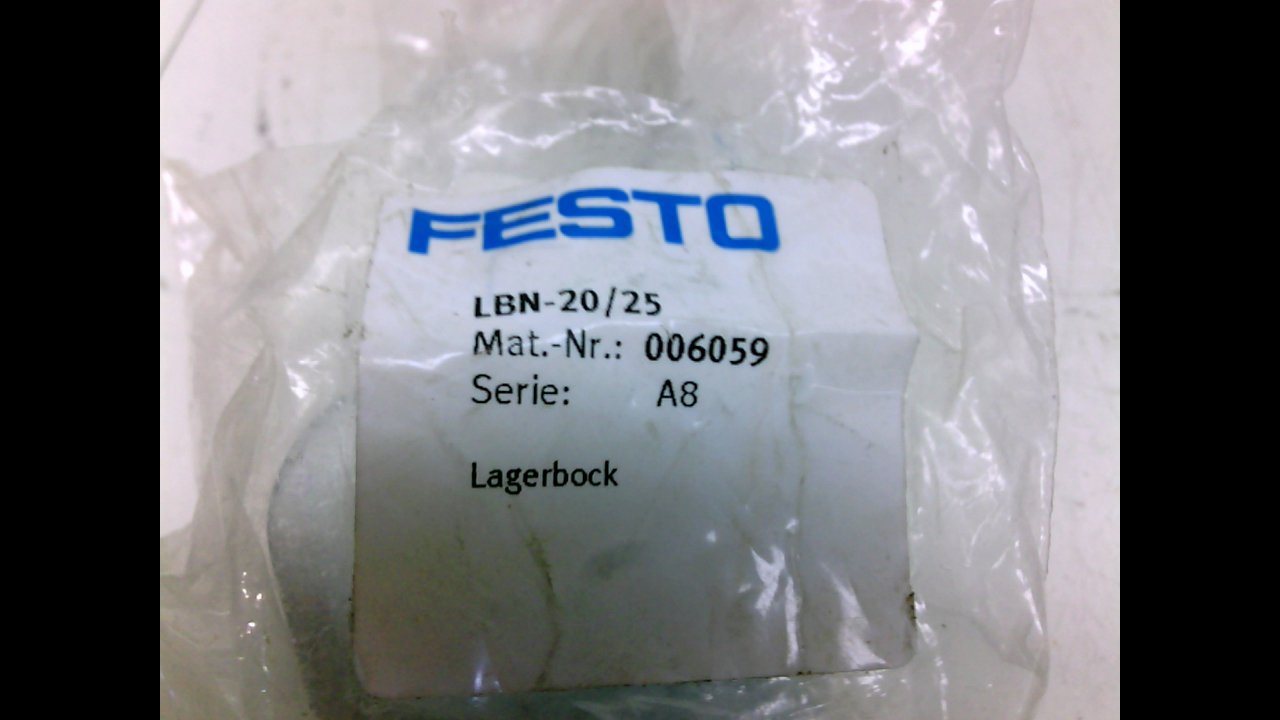 FESTO
LBN-20/25
Mat.-Nr.: 006059
Serie: A8
Lagerbock